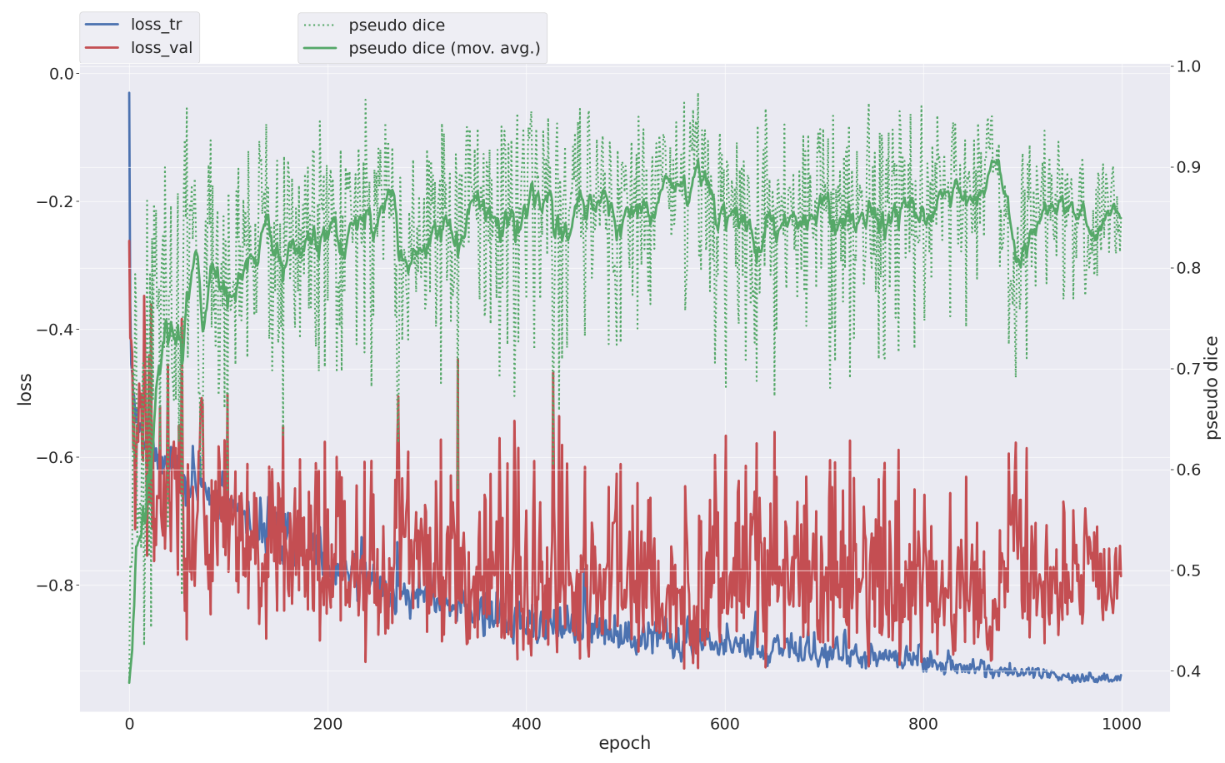 loss_tr
loss_val
pseudo dice
pseudo dice (mov. avg.)
0.0
−0.2
−0.4
−0.6
−0.8
loss
1.0
0.9
0.8
0.7
0.6
0.5
0.4
pseudo dice
0
200
400
600
800
1000
epoch